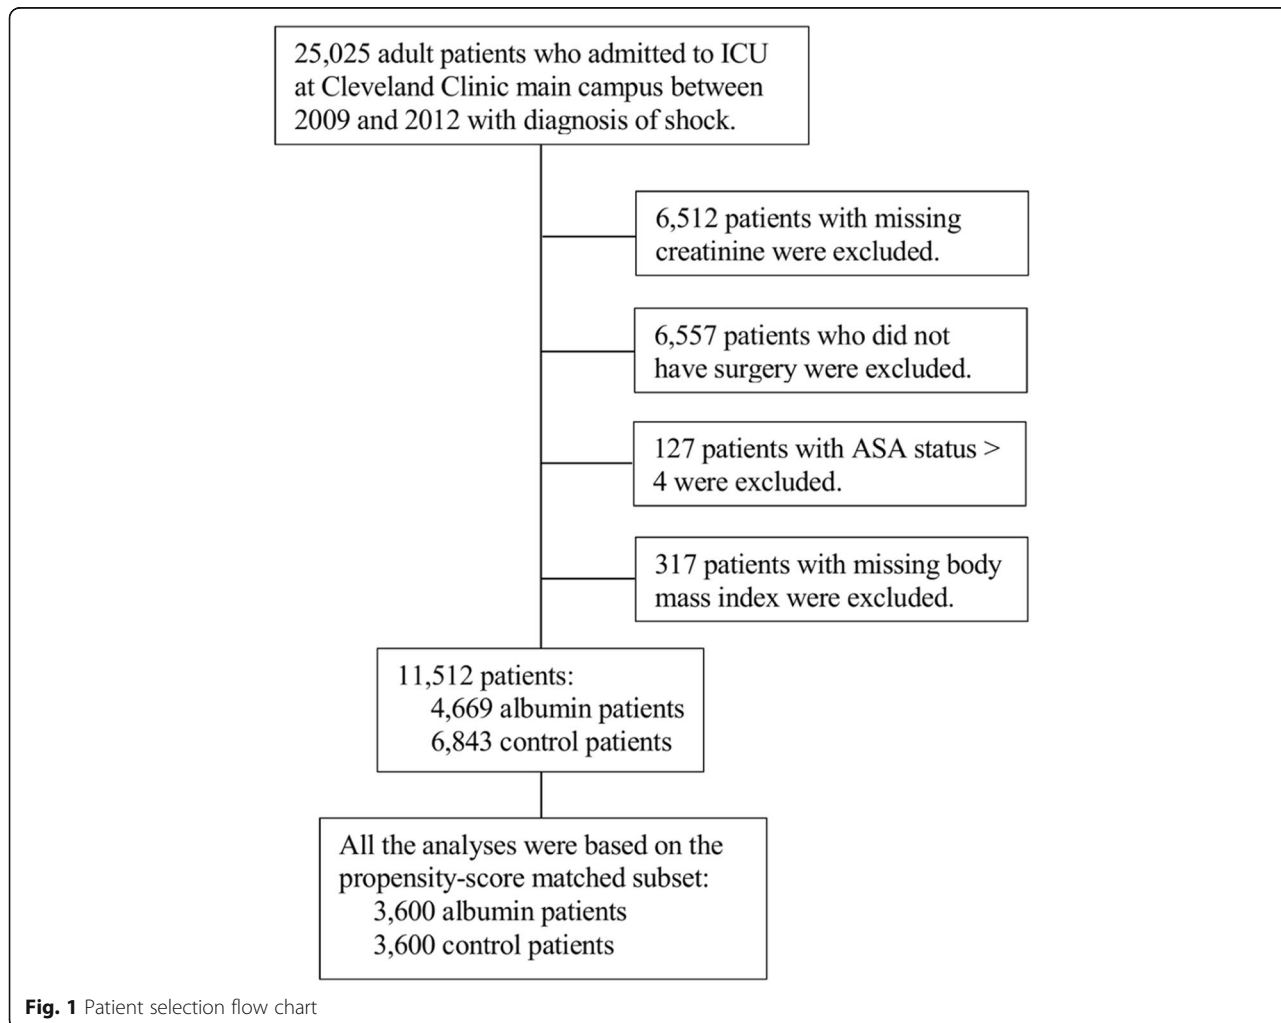 25,025 adult patients who admitted to ICU
at Cleveland Clinic main campus between
2009 and 2012 with diagnosis of shock.
6,512 patients with missing
creatinine were excluded.
6,557 patients who did not
have surgery were excluded.
127 patients with ASA status >
4 were excluded.
317 patients with missing body
mass index were excluded.
11,512 patients:
4,669 albumin patients
6,843 control patients
All the analyses were based on the
propensity-score matched subset:
3,600 albumin patients
3,600 control patients
Fig. 1 Patient selection flow chart